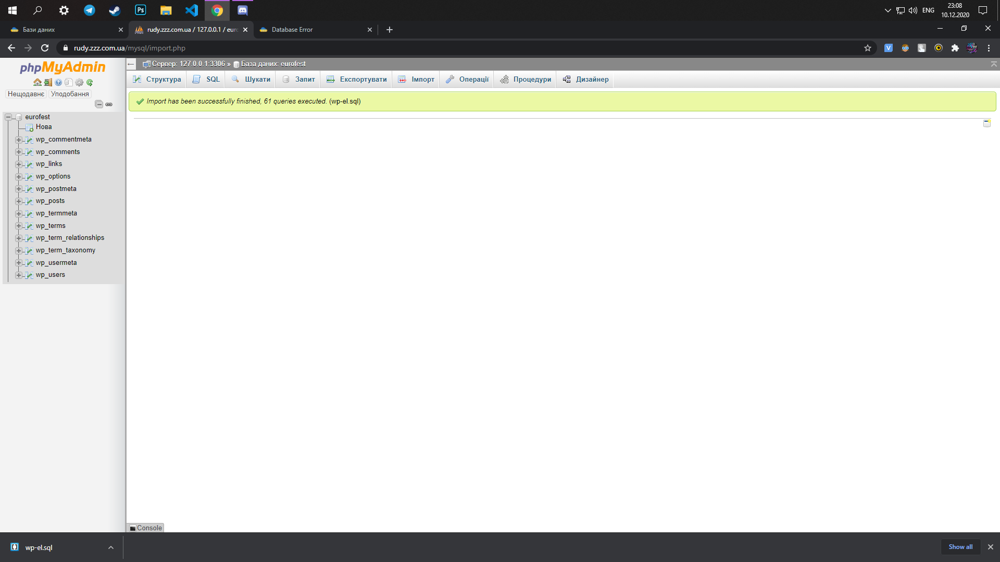 Ps
ENG
23:08
10.12.2020
Бази даних
rudy.zzz.com.ua / 127.0.0.1 / euro
Database Error
rudy.zzz.com.ua/mysql/import.php
V
phpMyAdmin
Нещодавнє Уподобання
eurofest
Нова
wp_commentmeta
wp_comments
wp_links
wp_options
wp_postmeta
wp_posts
wp_termmeta
wp_terms
wp_term_relationships
wp_term_taxonomy
wp_usermeta
wp_users
Сервер: 127.0.0.1:3306 » База даних: eurofest
Структура SQL Шукати Запит Експортувати Імпорт Операції Процедури Дизайнер
Import has been successfully finished, 61 queries executed. (wp-el.sql)
Console
wp-el.sql
Show all